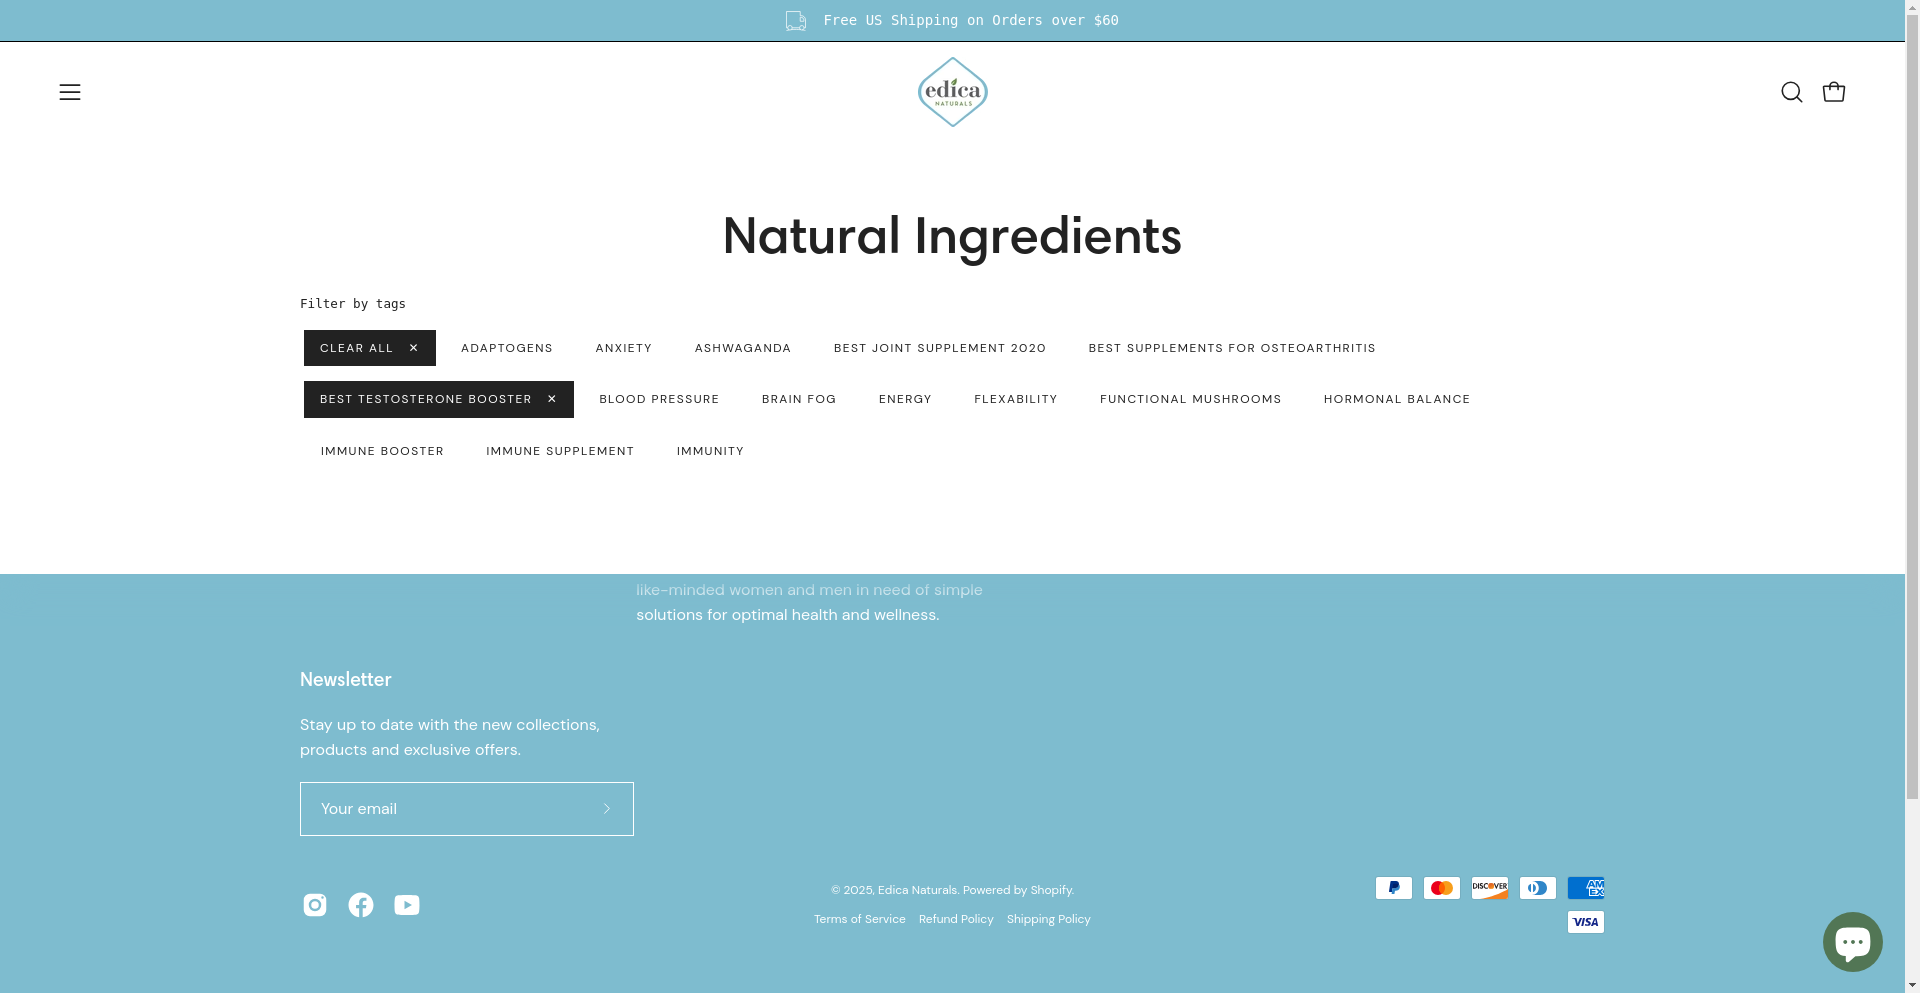 Free US Shipping on Orders over $60
edica
NATURALS
Natural Ingredients
Filter by tags
CLEAR ALL ✕ ADAPTOGENS ANXIETY ASHWAGANDA BEST JOINT SUPPLEMENT 2020 BEST SUPPLEMENTS FOR OSTEOARTHRITIS
BEST TESTOSTERONE BOOSTER ✕ BLOOD PRESSURE BRAIN FOG ENERGY FLEXABILITY FUNCTIONAL MUSHROOMS HORMONAL BALANCE
IMMUNE BOOSTER IMMUNE SUPPLEMENT IMMUNITY
like-minded women and men in need of simple
solutions for optimal health and wellness.
Newsletter
Stay up to date with the new collections,
products and exclusive offers.
Your email
© 2025, Edica Naturals. Powered by Shopify.
Terms of Service Refund Policy Shipping Policy
DISCOVER
AM
EX
VISA